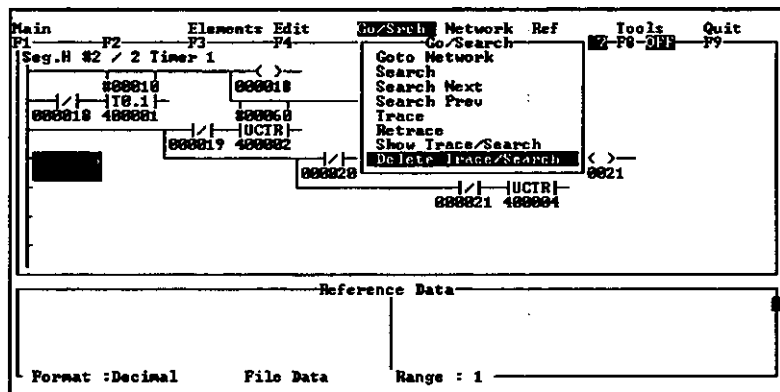 Main Elements Edit Go/Srch Network Ref Tools Quit
F1 F2 F3 F4 F8-OFF F9
Go/Search
Seg.H #2 / 2 Timer 1
Goto Network
Search
Search Next
Search Prev
Trace
Retrace
Show Trace/Search
Delete Trace/Search
#00010 000018
T0.1
000018 400001 #00060
UCTR
000019 400002
000020 0021
UCTR
000021 400004
Reference Data
Format :Decimal File Data Range : 1